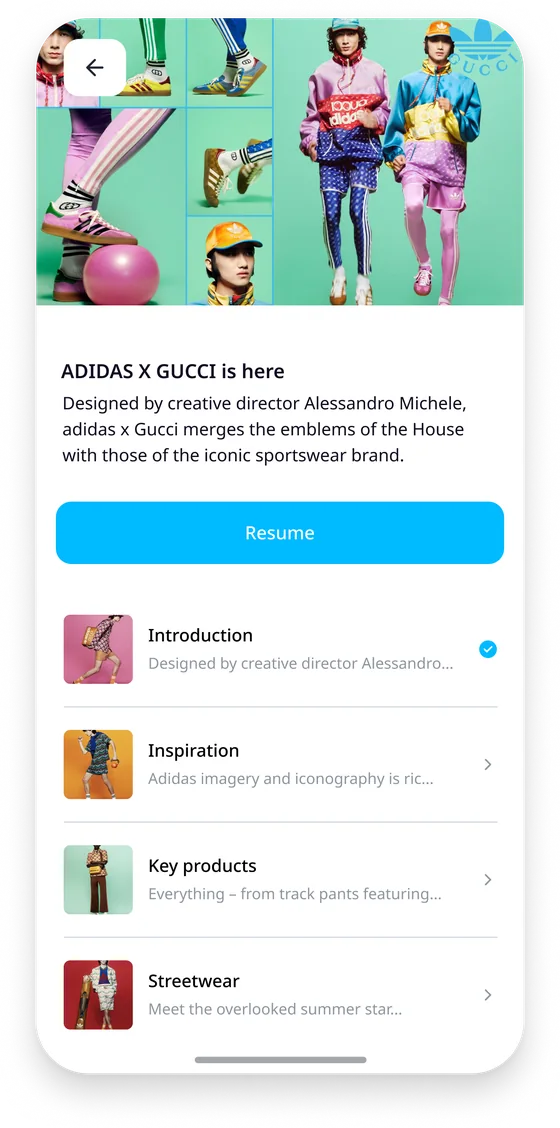 GUCCI
adidas
ADIDAS X GUCCI is here
Designed by creative director Alessandro Michele,
adidas x Gucci merges the emblems of the House
with those of the iconic sportswear brand.
Resume
Introduction
Designed by creative director Alessandro...
Inspiration
Adidas imagery and iconography is ric...
Key products
Everything – from track pants featuring...
Streetwear
Meet the overlooked summer star...